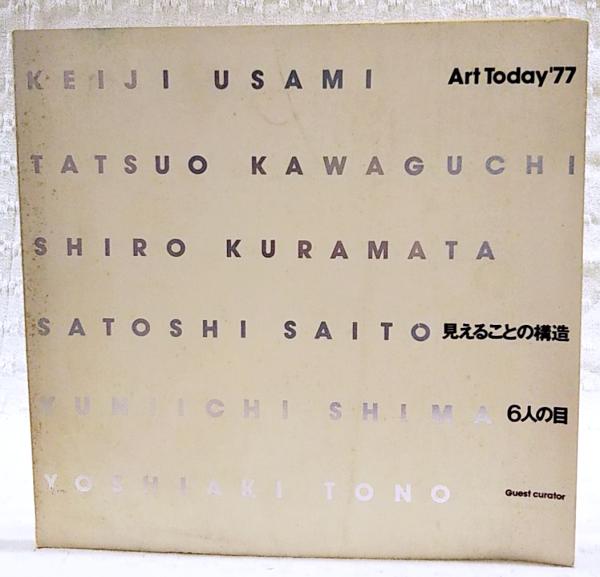 KEIJI USAMI Art Today'77
TATSUO KAWAGUCHI
SHIRO KURAMATA
SATOSHI SAITO 見えることの構造
KUNIICHI SHIMA 6人の目
YOSHIAKI TONO Guest curator